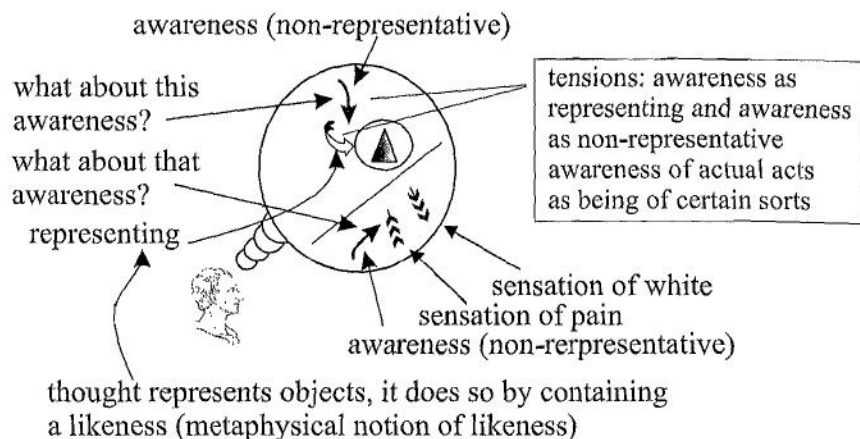 awareness (non-representative)
what about this
awareness?
what about that
awareness?
representing
tensions: awareness as
representing and awareness
as non-representative
awareness of actual acts
as being of certain sorts
sensation of white
sensation of pain
awareness (non-rerpresentative)
thought represents objects, it does so by containing
a likeness (metaphysical notion of likeness)